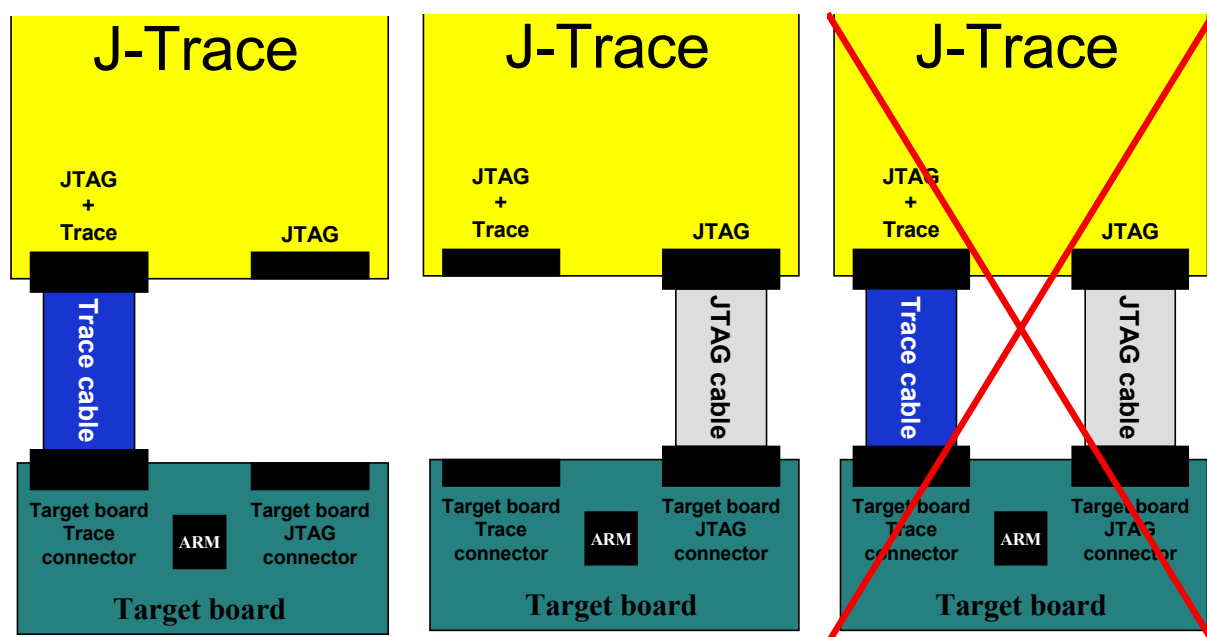 J-Trace
JTAG
+
Trace
JTAG
Trace cable
Target board
Trace
connector
ARM
Target board
JTAG
connector
Target board
J-Trace
JTAG
+
Trace
JTAG
JTAG cable
Target board
Trace
connector
ARM
Target board
JTAG
connector
Target board
J-Trace
JTAG
+
Trace
JTAG
Trace cable
JTAG cable
Target board
Trace
connector
ARM
Target board
JTAG
connector
Target board